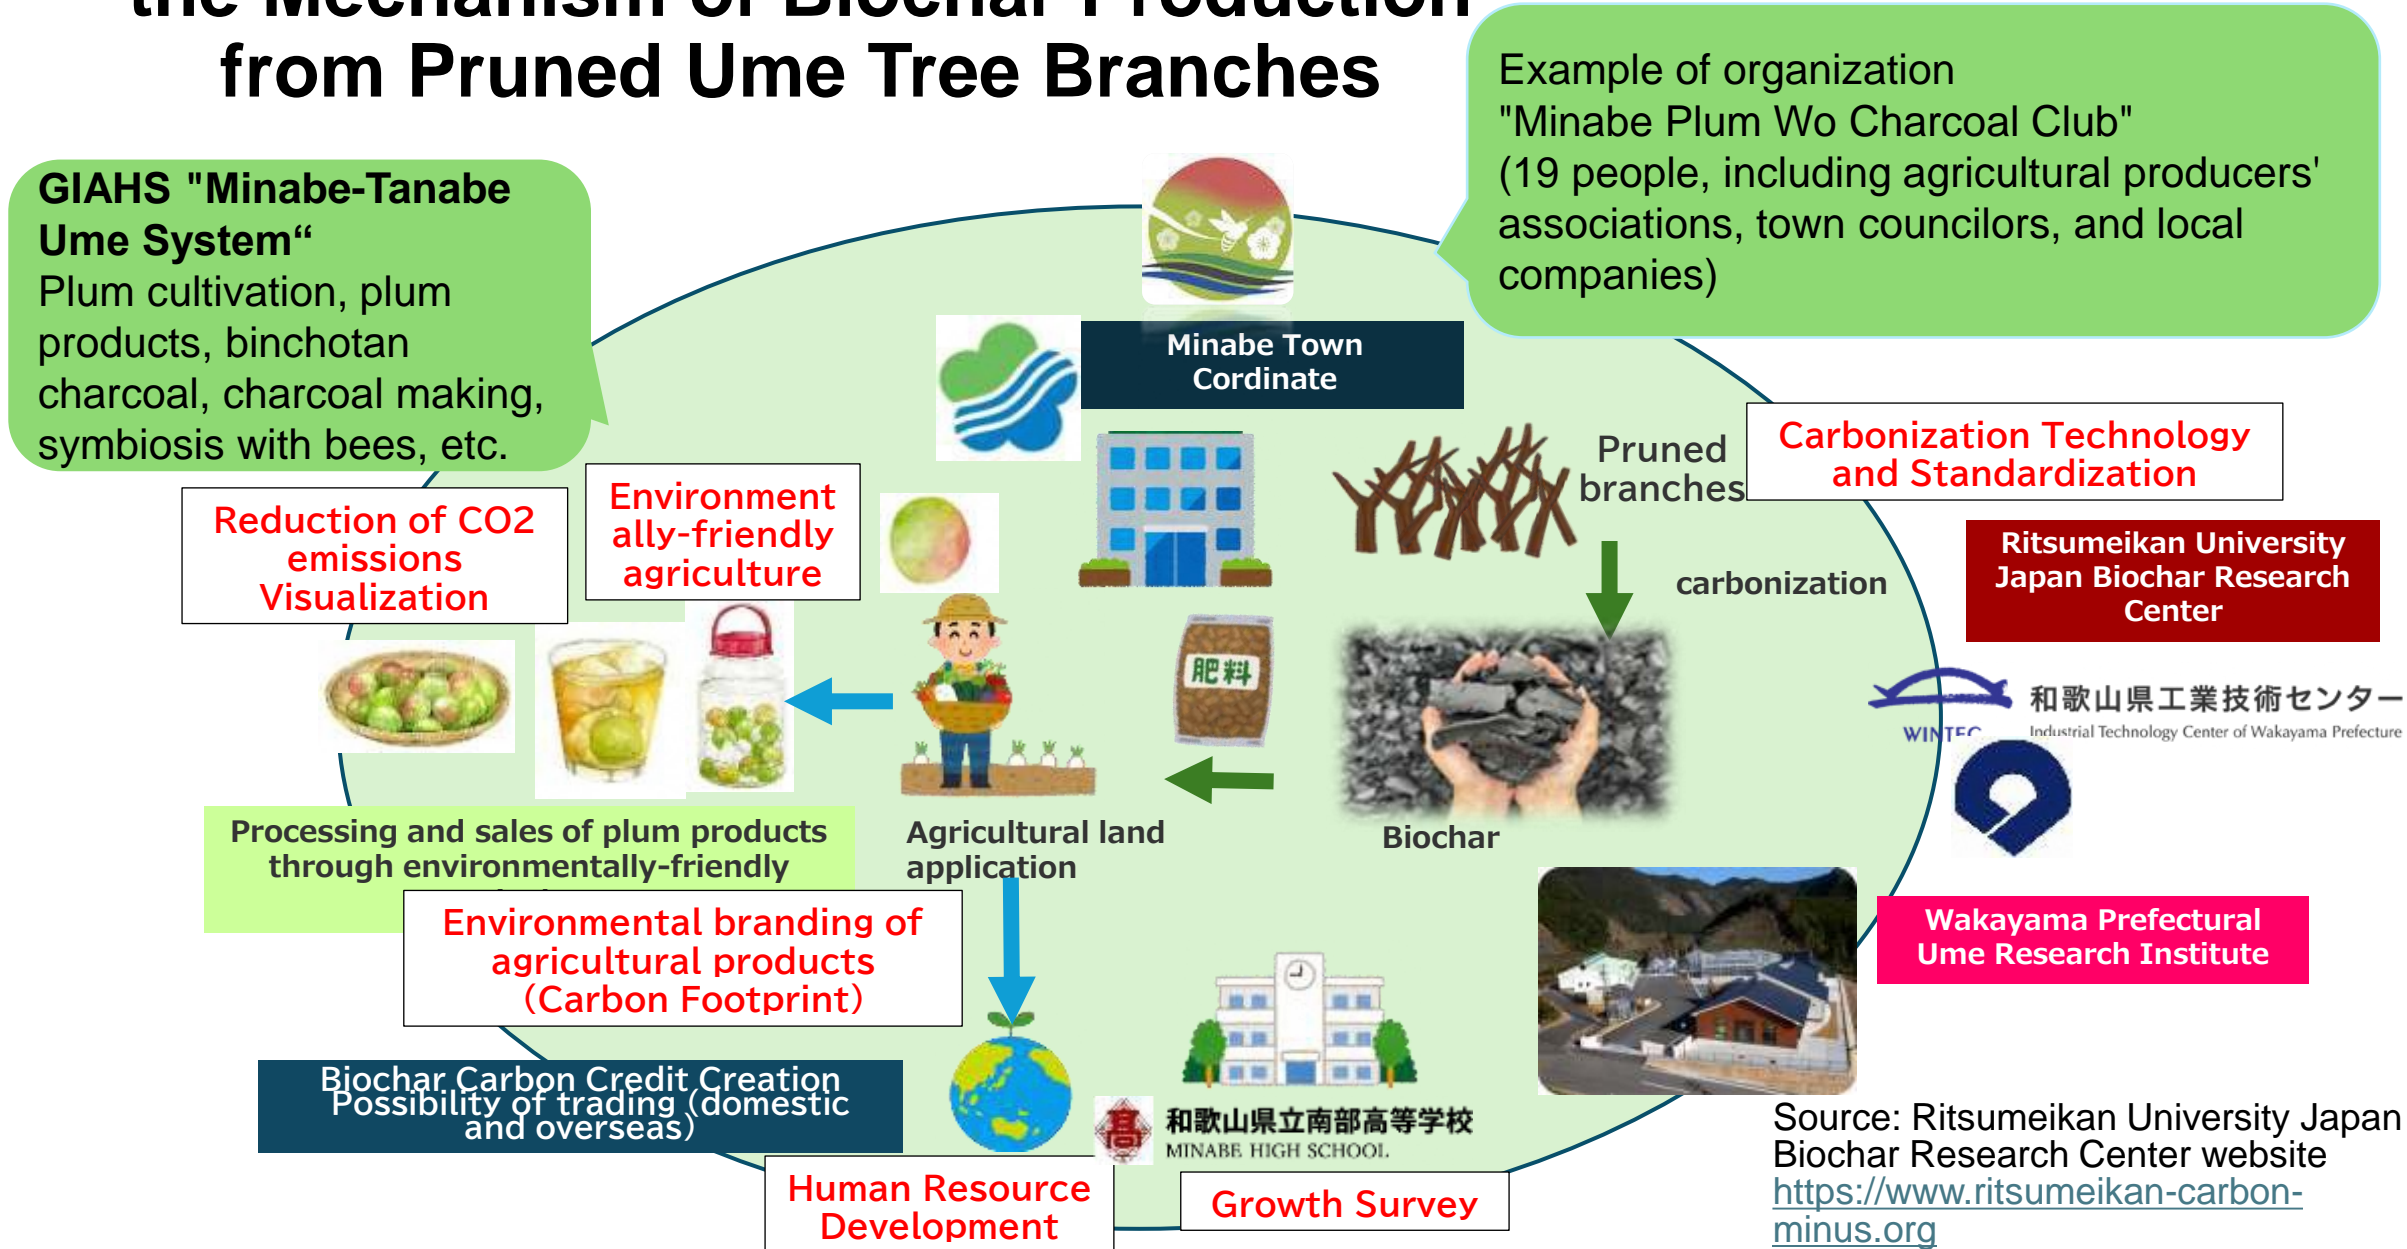 the Mechanism of Biochar Production
from Pruned Ume Tree Branches
Example of organization
"Minabe Plum Wo Charcoal Club"
(19 people, including agricultural producers'
associations, town councilors, and local
companies)
GIAHS "Minabe-Tanabe
Ume System“
Plum cultivation, plum
products, binchotan
charcoal, charcoal making,
symbiosis with bees, etc.
Minabe Town
Cordinate
Pruned
branches
Carbonization Technology
and Standardization
Reduction of CO2
emissions
Visualization
Environment
ally-friendly
agriculture
carbonization
Ritsumeikan University
Japan Biochar Research
Center
肥料
和歌山県工業技術センター
WINTEC
Industrial Technology Center of Wakayama Prefecture
Processing and sales of plum products
through environmentally-friendly
Agricultural land
application
Biochar
Environmental branding of
agricultural products
(Carbon Footprint)
Wakayama Prefectural
Ume Research Institute
Biochar Carbon Credit Creation
Possibility of trading (domestic
and overseas)
高
和歌山県立南部高等学校
MINABE HIGH SCHOOL
Human Resource
Development
Growth Survey
Source: Ritsumeikan University Japan
Biochar Research Center website
https://www.ritsumeikan-carbon-
minus.org